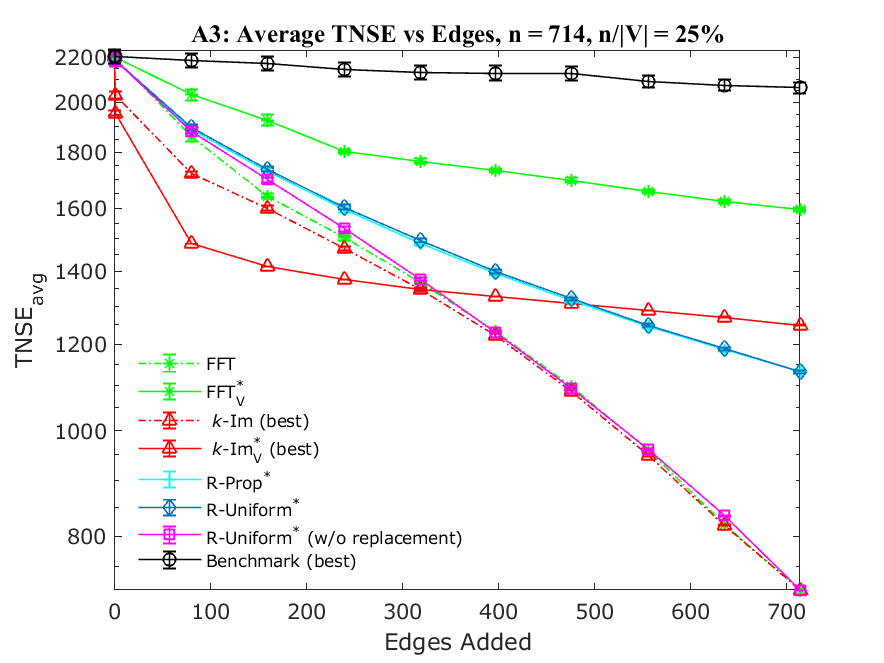 A3: Average TNSE vs Edges, n = 714, n/|V| = 25%
2200
2000
1800
1600
1400
1200
1000
800
TNSE_avg
FFT
FFT*_V
k-Im (best)
k-Im*_V (best)
R-Prop*
R-Uniform*
R-Uniform* (w/o replacement)
Benchmark (best)
0 100 200 300 400 500 600 700
Edges Added